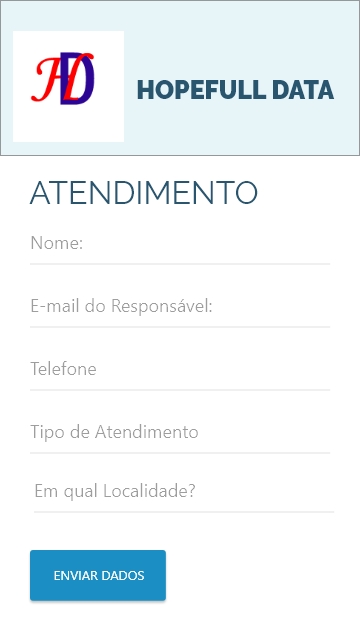 HD
HOPEFULL DATA
ATENDIMENTO
Nome:
E-mail do Responsável:
Telefone
Tipo de Atendimento
Em qual Localidade?
ENVIAR DADOS